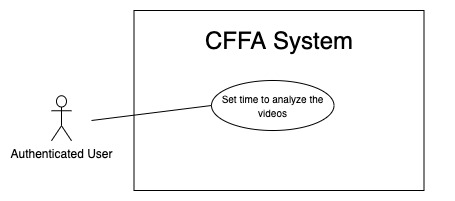 CFFA System
Set time to analyze the
videos
Authenticated User